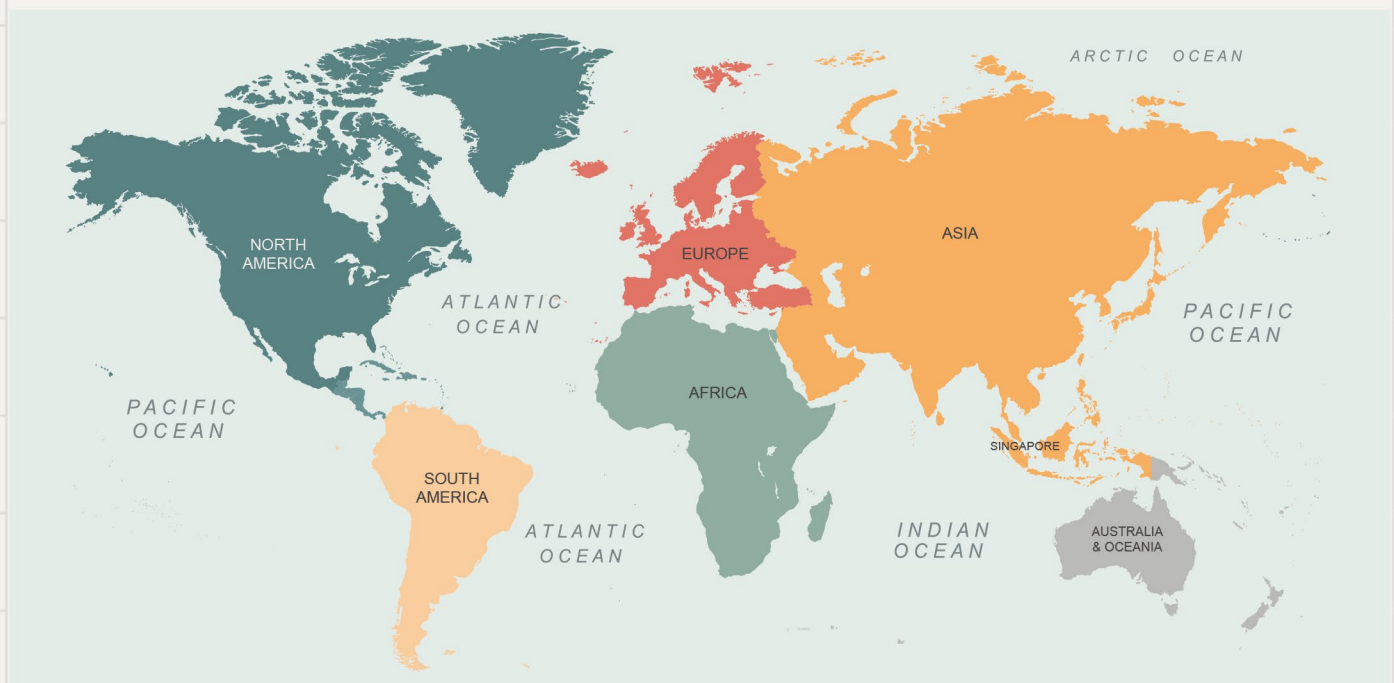 ARCTIC OCEAN
NORTH
AMERICA
EUROPE
ASIA
ATLANTIC
OCEAN
PACIFIC
OCEAN
AFRICA
PACIFIC
OCEAN
SINGAPORE
SOUTH
AMERICA
ATLANTIC
OCEAN
INDIAN
OCEAN
AUSTRALIA
& OCEANIA